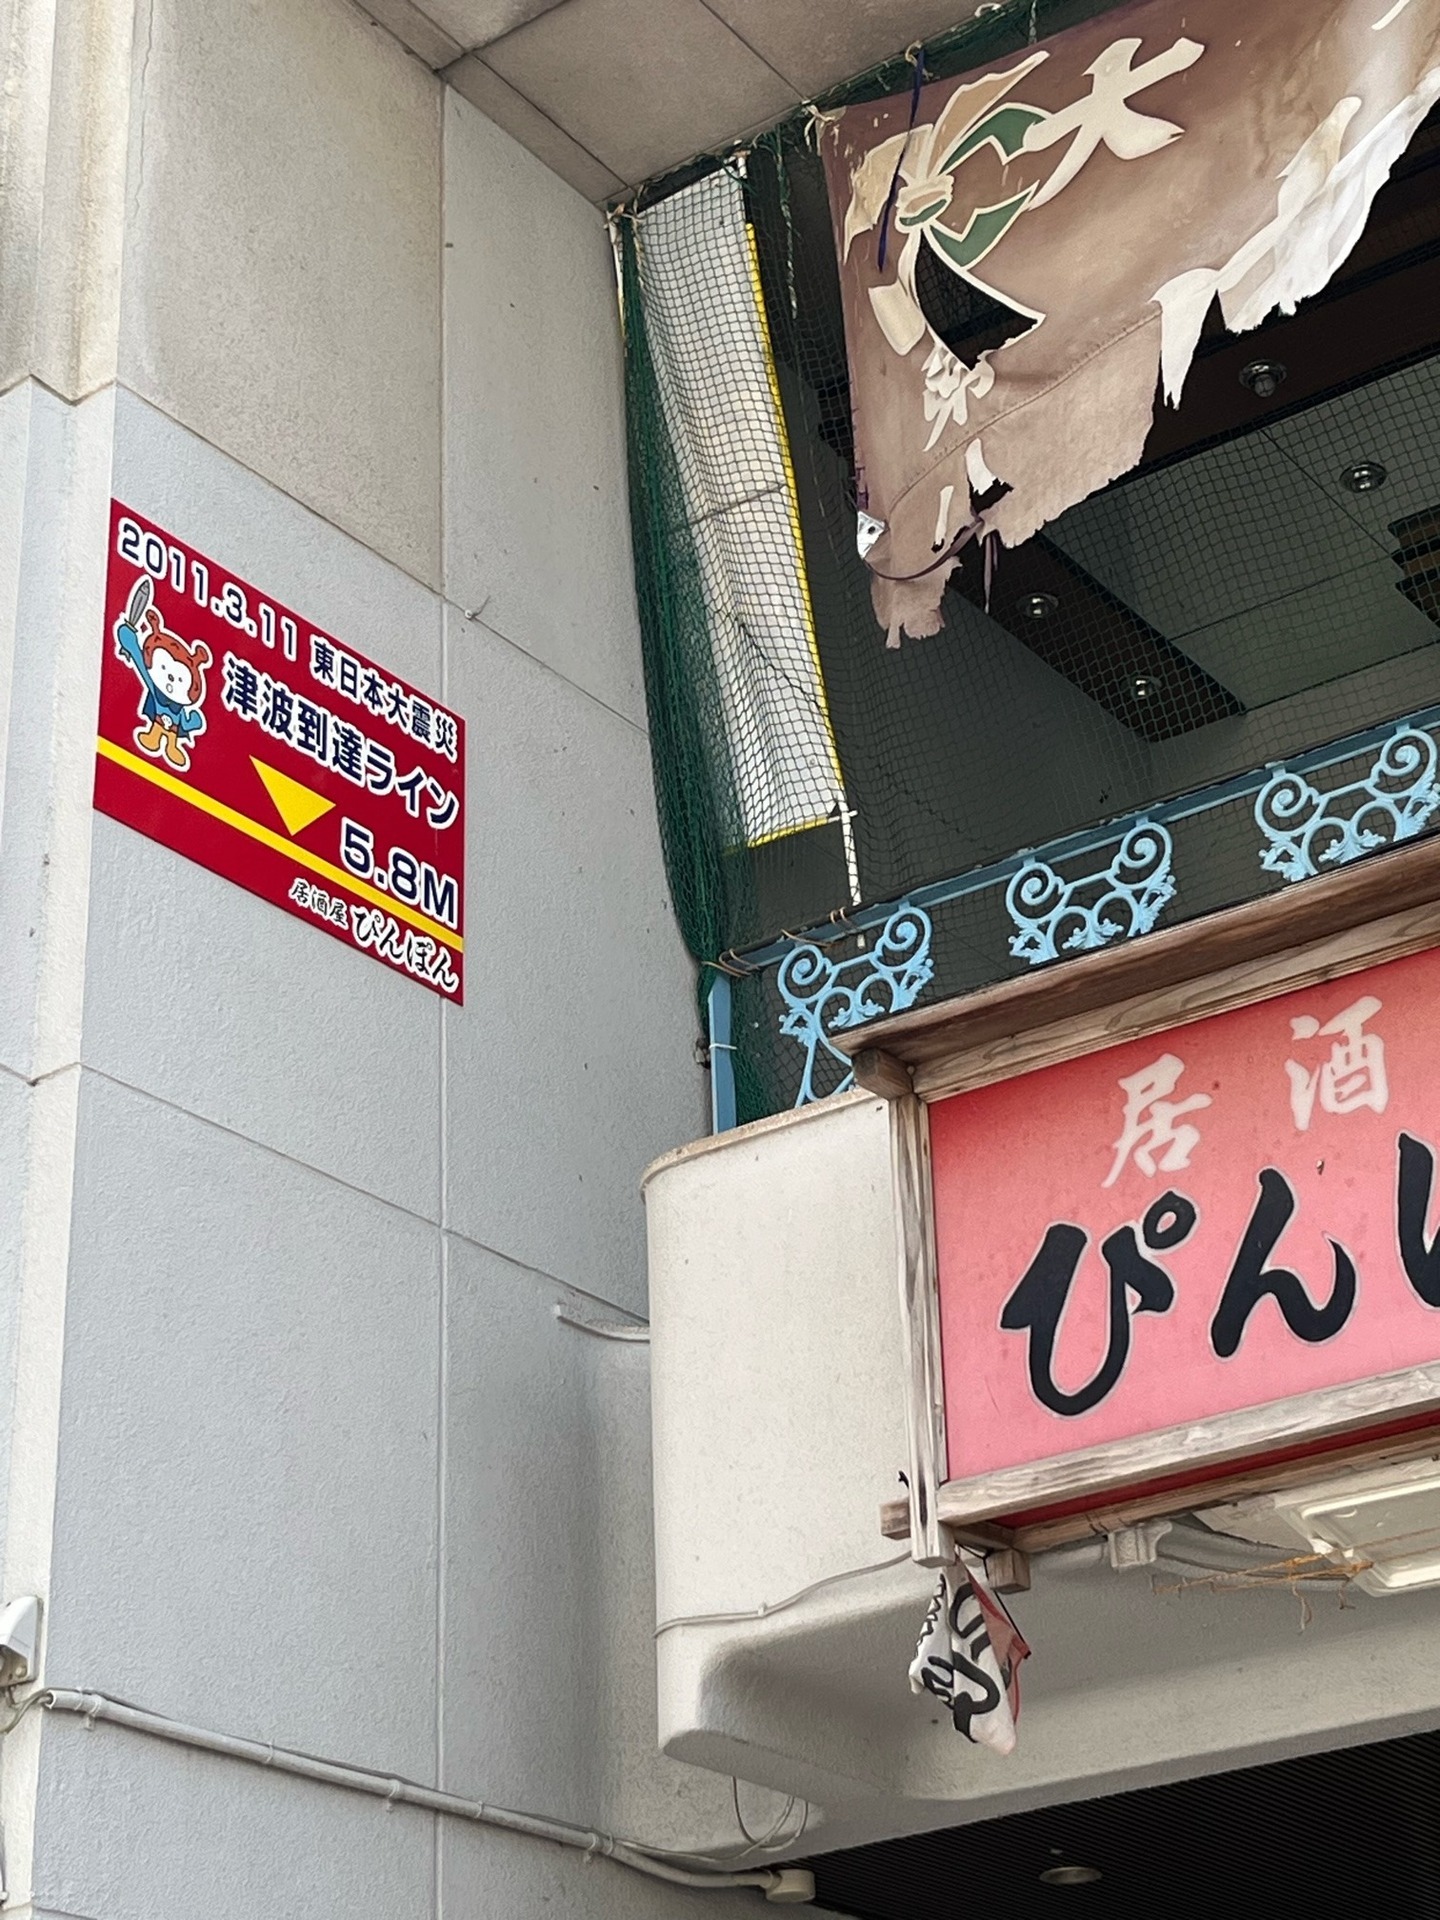 2011.3.11 東日本大震災
津波到達ライン
5.8M
居酒屋 ぴんぽん
大
居酒
ぴん